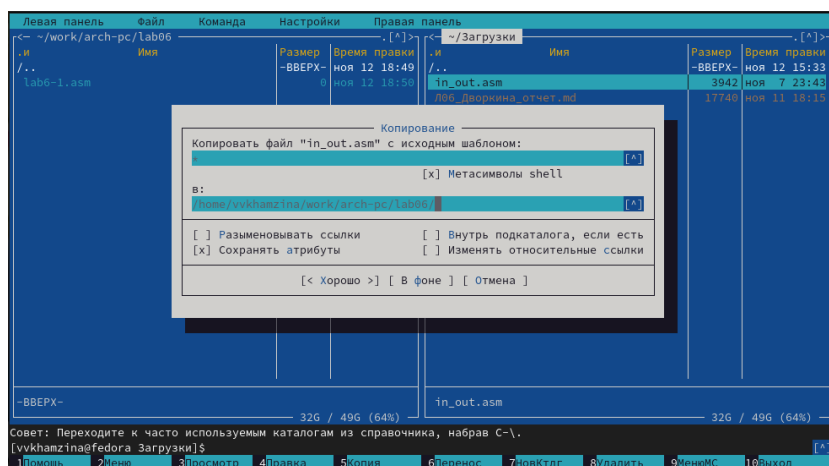 Левая панель Файл Команда Настройки Правая панель
<— ~/work/arch-pc/lab06 .[^]> <— ~/Загрузки .[^]>
.и Имя Размер Время правки .и Имя Размер Время правки
/.. -ВВЕРХ- ноя 12 18:49 /.. -ВВЕРХ- ноя 12 15:33
lab6-1.asm 0 ноя 12 18:50 in_out.asm 3942 ноя 7 23:43
Л06_Дворкина_отчет.md 17740 ноя 11 18:15
Копирование
Копировать файл "in_out.asm" с исходным шаблоном:
* [^]
[x] Метасимволы shell
в:
/home/vvkhamzina/work/arch-pc/lab06/ [^]
[ ] Разыменовывать ссылки [ ] Внутрь подкаталога, если есть
[x] Сохранять атрибуты [ ] Изменять относительные ссылки
[< Хорошо >] [ В фоне ] [ Отмена ]
-ВВЕРХ- in_out.asm
32G / 49G (64%) 32G / 49G (64%)
Совет: Переходите к часто используемым каталогам из справочника, набрав C-\.
[vvkhamzina@fedora Загрузки]$ [^]
1Помощь 2Меню 3Просмотр 4Правка 5Копия 6Перенос 7НовКтлг 8Удалить 9МенюМС 10Выход